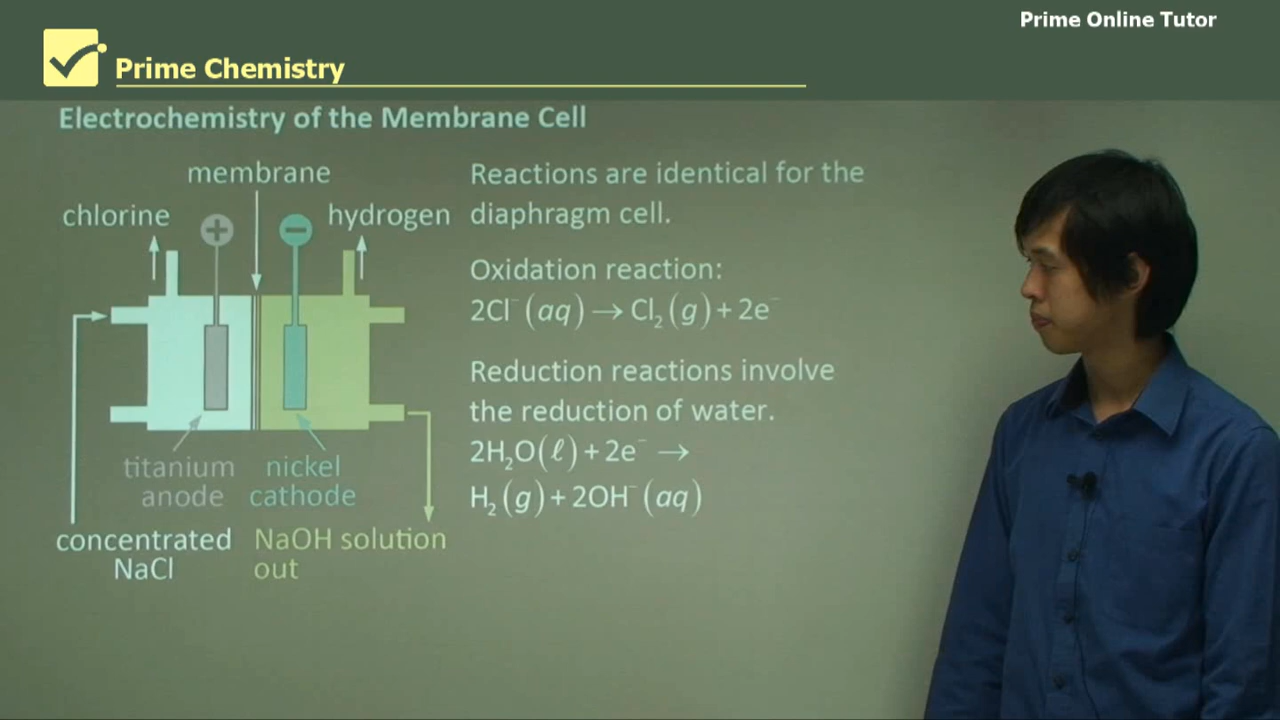 Prime Online Tutor
Prime Chemistry
Electrochemistry of the Membrane Cell
membrane
chlorine
+
−
hydrogen
titanium
anode
nickel
cathode
concentrated
NaCl
NaOH solution
out
Reactions are identical for the
diaphragm cell.
Oxidation reaction:
2Cl⁻(aq) → Cl₂(g) + 2e⁻
Reduction reactions involve
the reduction of water.
2H₂O(ℓ) + 2e⁻ →
H₂(g) + 2OH⁻(aq)